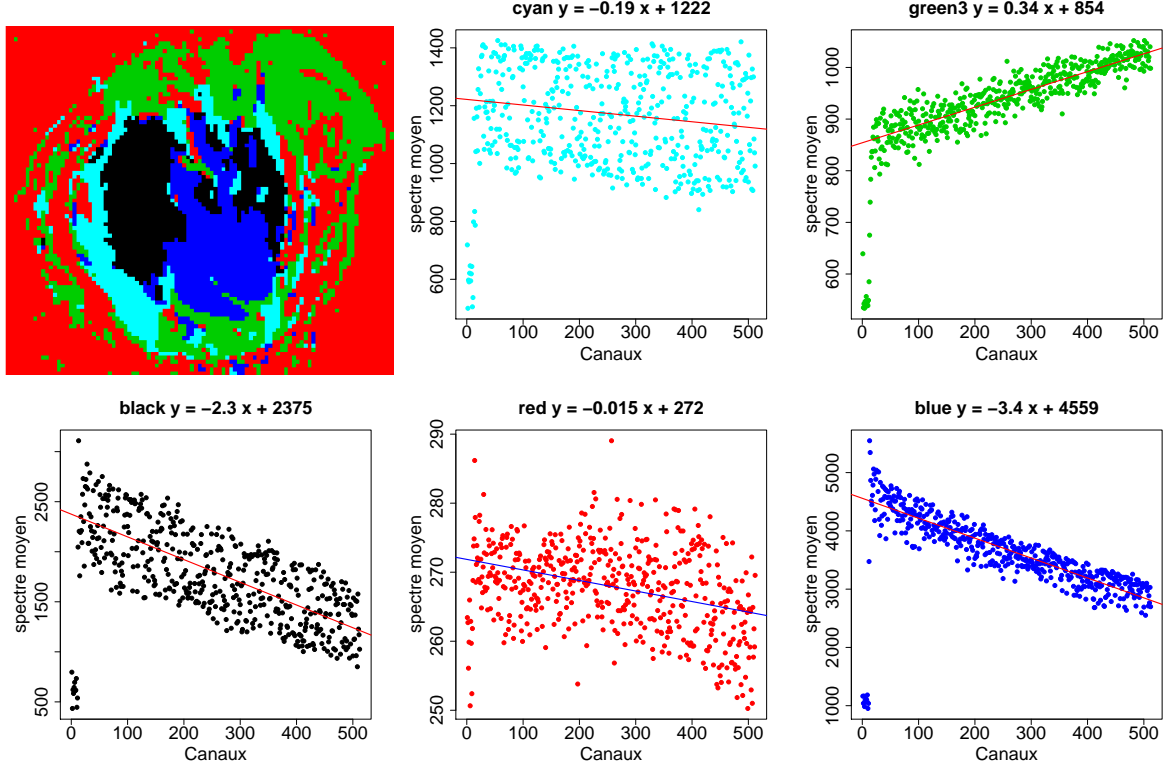 cyan y = −0.19 x + 1222
spectre moyen
600 800 1000 1200 1400
0 100 200 300 400 500
Canaux
green3 y = 0.34 x + 854
spectre moyen
600 700 800 900 1000
0 100 200 300 400 500
Canaux
black y = −2.3 x + 2375
spectre moyen
500 1500 2500
0 100 200 300 400 500
Canaux
red y = −0.015 x + 272
spectre moyen
250 260 270 280 290
0 100 200 300 400 500
Canaux
blue y = −3.4 x + 4559
spectre moyen
1000 2000 3000 4000 5000
0 100 200 300 400 500
Canaux